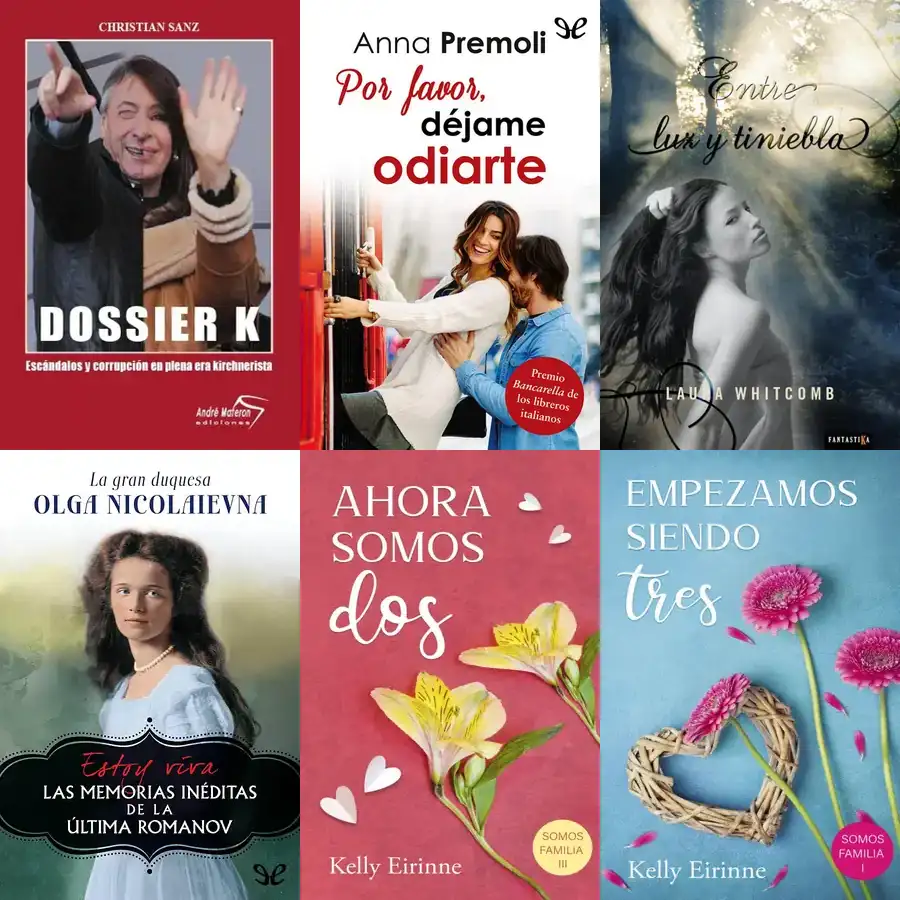 CHRISTIAN SANZ
DOSSIER K
Escándalos y corrupción en plena era kirchnerista
André Materon
ediciones
Anna Premoli
Por favor,
déjame
odiarte
Premio
Bancarella de
los libreros
italianos
Entre
lux y tiniebla
LAURA WHITCOMB
FANTASTIKA
La gran duquesa
OLGA NICOLAIEVNA
Estoy viva
LAS MEMORIAS INÉDITAS
DE LA
ÚLTIMA ROMANOV
AHORA
SOMOS
dos
SOMOS
FAMILIA
III
Kelly Eirinne
EMPEZAMOS
SIENDO
tres
SOMOS
FAMILIA
I
Kelly Eirinne